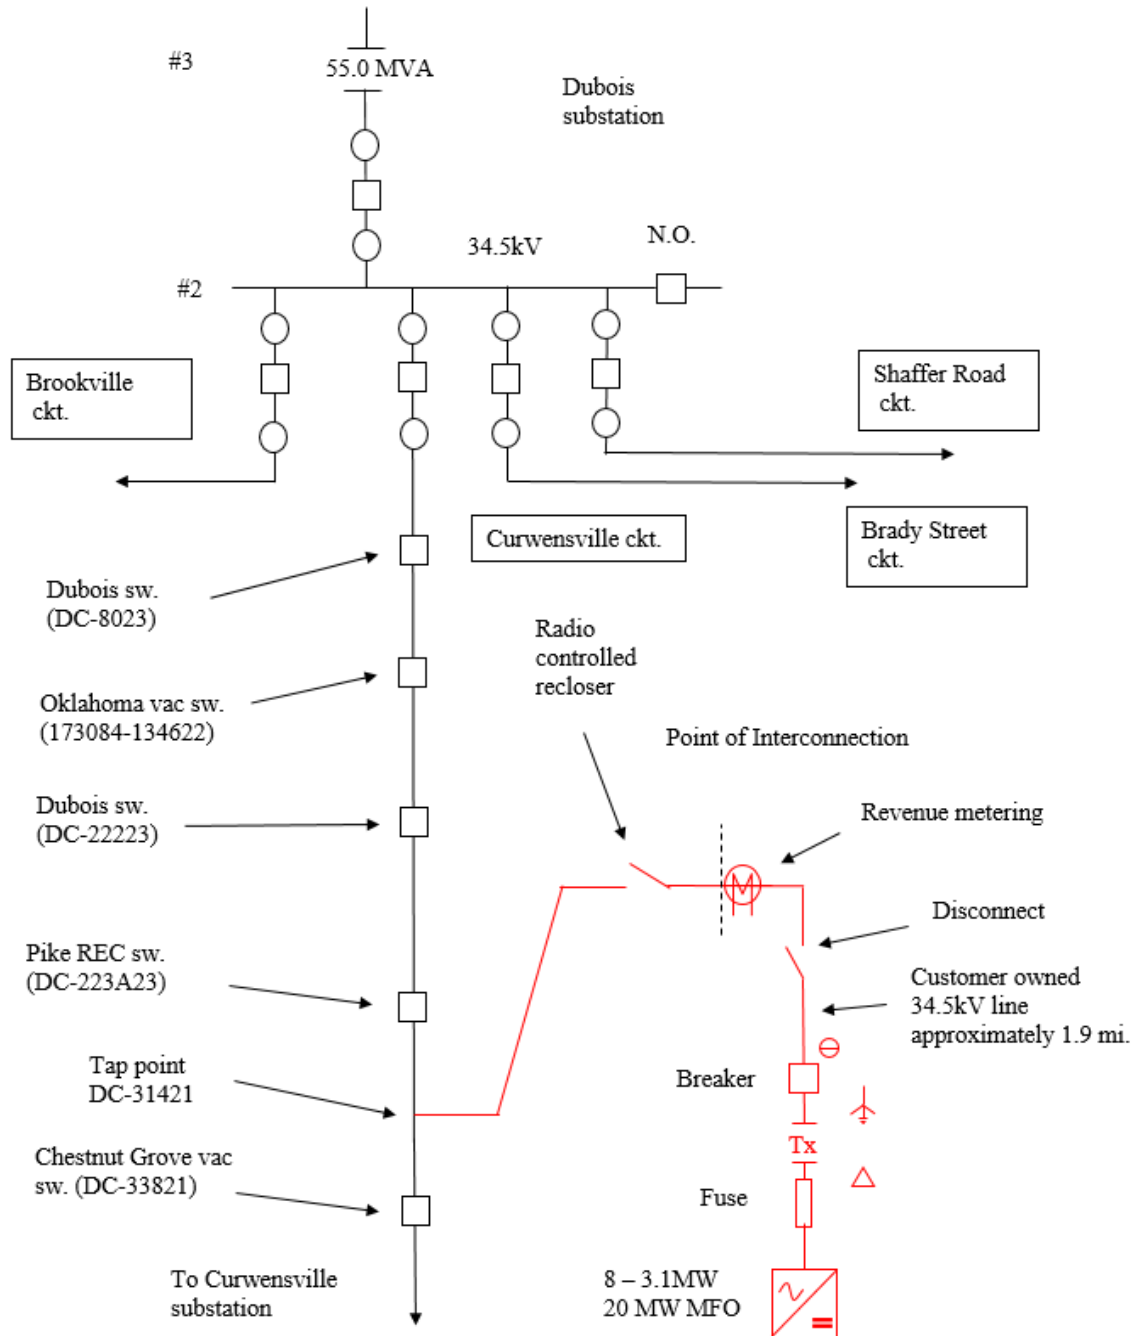 #3
55.0 MVA
Dubois
substation
N.O.
34.5kV
#2
Brookville
ckt.
Shaffer Road
ckt.
Curwensville ckt.
Brady Street
ckt.
Dubois sw.
(DC-8023)
Radio
controlled
recloser
Oklahoma vac sw.
(173084-134622)
Point of Interconnection
Dubois sw.
(DC-22223)
Revenue metering
M
Disconnect
Pike REC sw.
(DC-223A23)
Customer owned
34.5kV line
approximately 1.9 mi.
Tap point
DC-31421
Breaker
Tx
Chestnut Grove vac
sw. (DC-33821)
Fuse
To Curwensville
substation
8 – 3.1MW
20 MW MFO